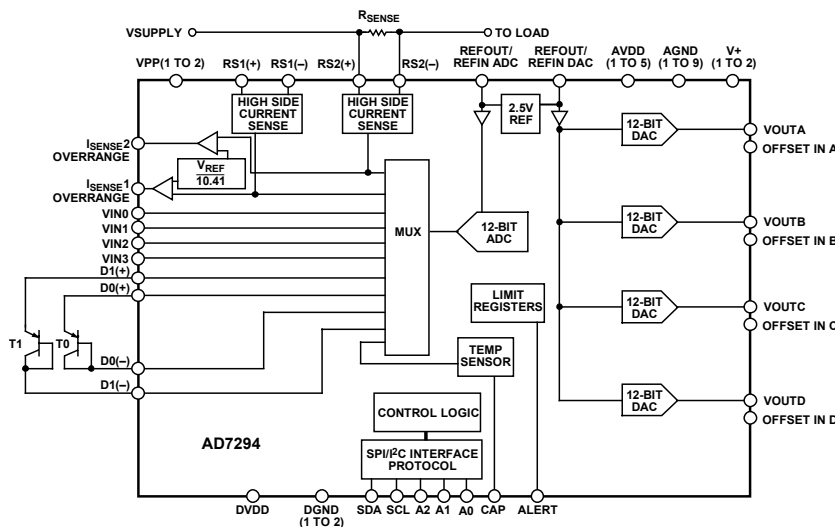 RSENSE
VSUPPLY
TO LOAD
VPP(1 TO 2)
RS1(+)
RS1(–)
RS2(+)
RS2(–)
REFOUT/
REFIN ADC
REFOUT/
REFIN DAC
AVDD
(1 TO 5)
AGND
(1 TO 9)
V+
(1 TO 2)
HIGH SIDE
CURRENT
SENSE
HIGH SIDE
CURRENT
SENSE
2.5V
REF
12-BIT
DAC
VOUTA
OFFSET IN A
ISENSE2
OVERRANGE
VREF
10.41
ISENSE1
OVERRANGE
VIN0
VIN1
VIN2
VIN3
D1(+)
D0(+)
MUX
12-BIT
ADC
12-BIT
DAC
VOUTB
OFFSET IN B
LIMIT
REGISTERS
12-BIT
DAC
VOUTC
OFFSET IN C
T1
T0
TEMP
SENSOR
D0(–)
D1(–)
12-BIT
DAC
VOUTD
OFFSET IN D
CONTROL LOGIC
AD7294
SPI/I²C INTERFACE
PROTOCOL
DVDD
DGND
(1 TO 2)
SDA
SCL
A2
A1
A0
CAP
ALERT